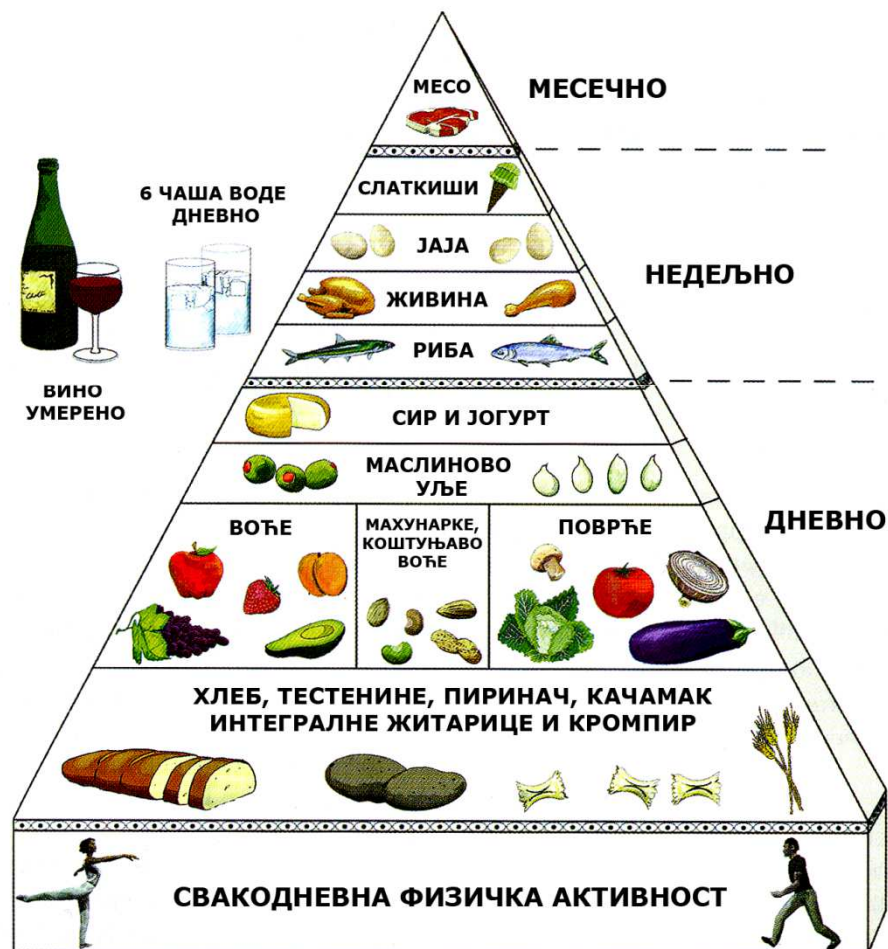 МЕСО
МЕСЕЧНО
СЛАТКИШИ
6 ЧАША ВОДЕ
ДНЕВНО
ЈАЈА
НЕДЕЉНО
ЖИВИНА
РИБА
ВИНО
УМЕРЕНО
СИР И ЈОГУРТ
МАСЛИНОВО
УЉЕ
ДНЕВНО
ВОЋЕ
МАХУНАРКЕ,
КОШТУЊАВО
ВОЋЕ
ПОВРЋЕ
ХЛЕБ, ТЕСТЕНИНЕ, ПИРИНАЧ, КАЧАМАК
ИНТЕГРАЛНЕ ЖИТАРИЦЕ И КРОМПИР
СВАКОДНЕВНА ФИЗИЧКА АКТИВНОСТ